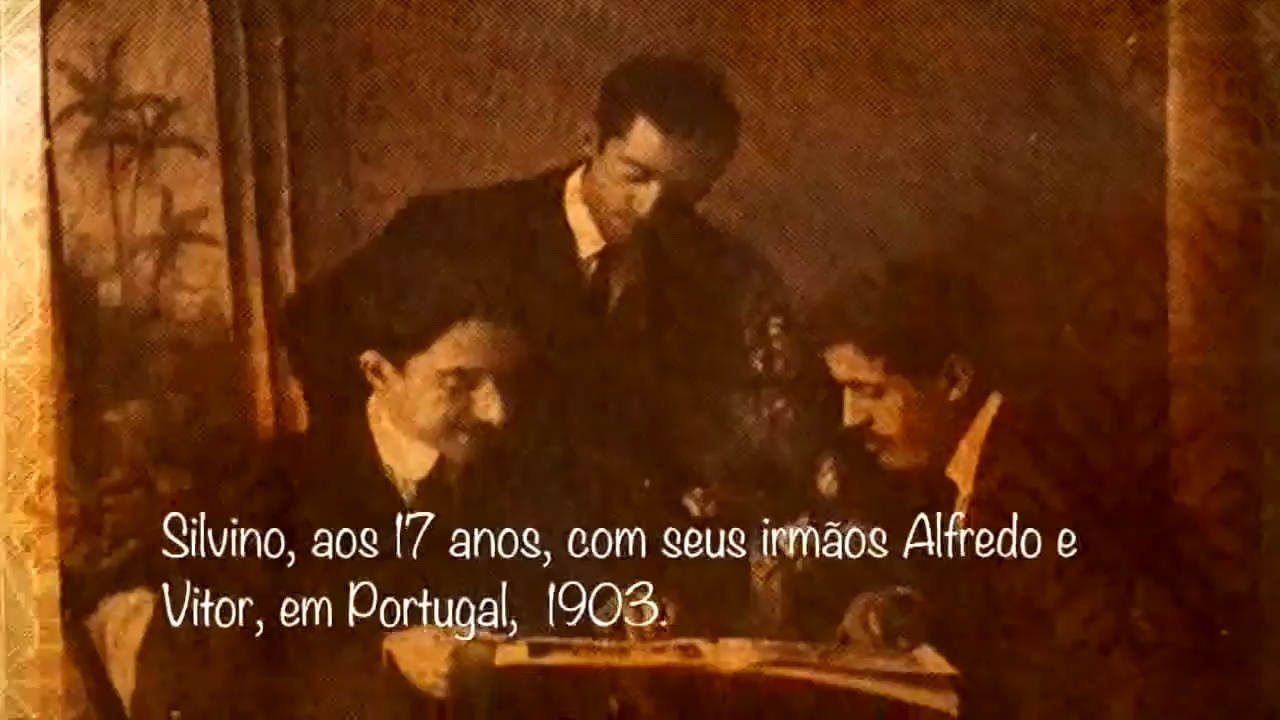 Silvino, aos 17 anos, com seus irmãos Alfredo e
Vitor, em Portugal, 1903.